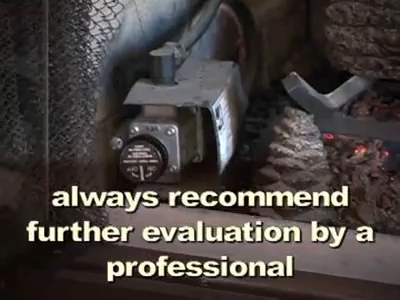 always recommend
further evaluation by a
professional